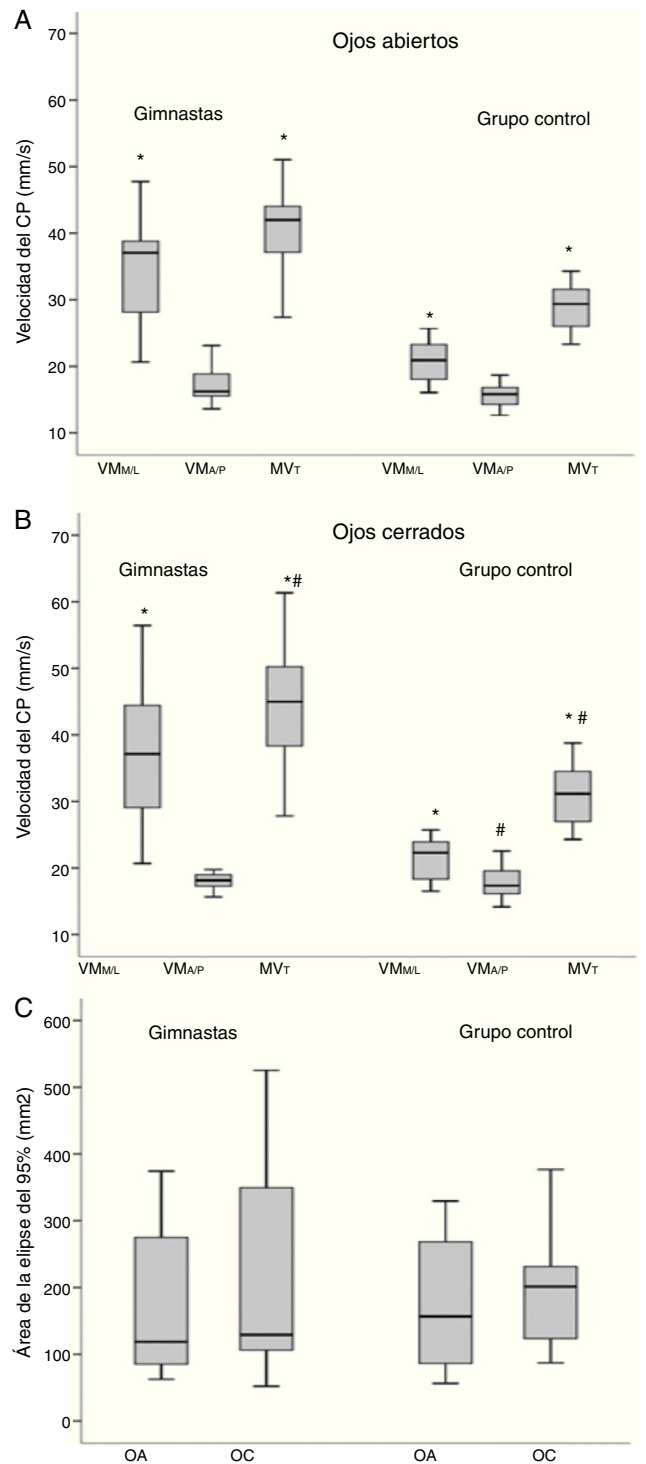 A
Ojos abiertos
Gimnastas
Grupo control
Velocidad del CP (mm/s)
70
60
50
40
30
20
10
*
*
*
*
VMM/L
VMA/P
MVT
VMM/L
VMA/P
MVT
B
Ojos cerrados
Gimnastas
Grupo control
Velocidad del CP (mm/s)
70
60
50
40
30
20
10
*
*#
*
#
* #
VMM/L
VMA/P
MVT
VMM/L
VMA/P
MVT
C
Gimnastas
Grupo control
Área de la elipse del 95% (mm2)
600
500
400
300
200
100
0
OA
OC
OA
OC